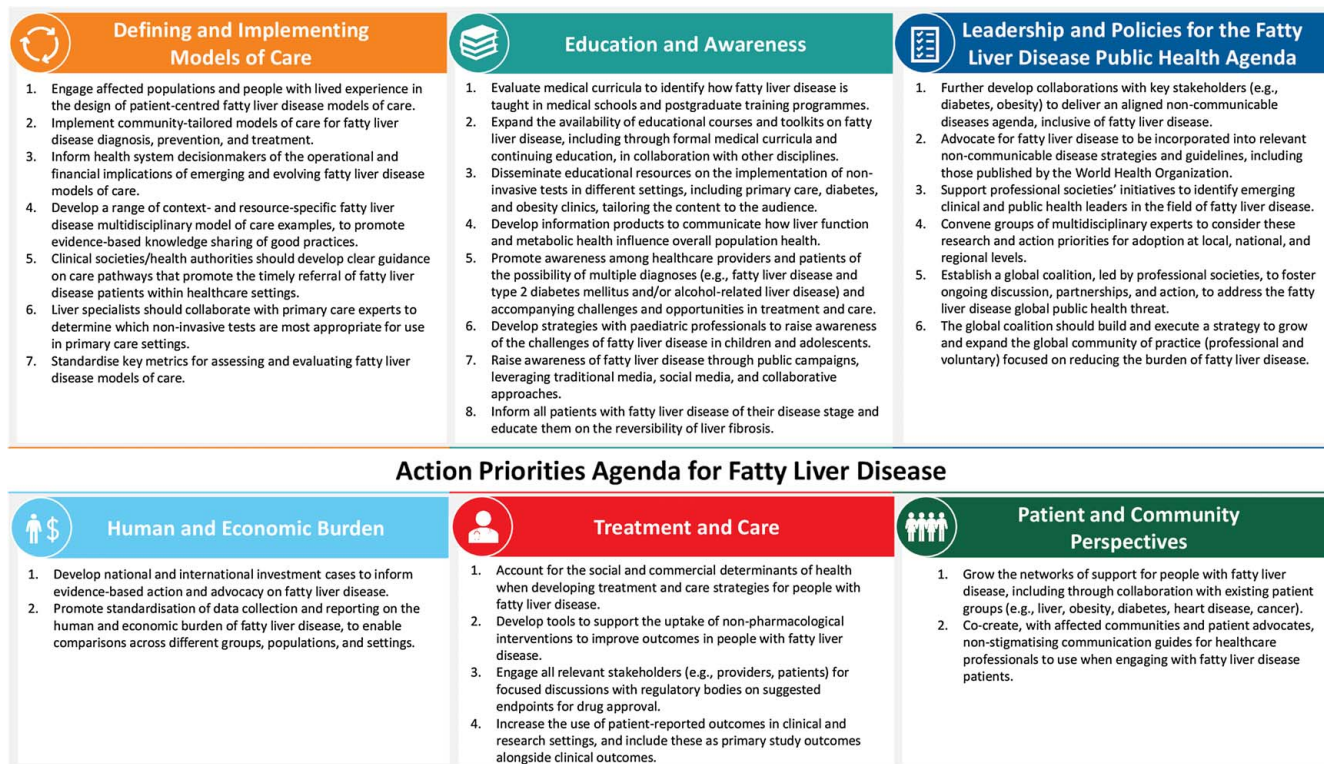 Defining and Implementing
Models of Care
1. Engage affected populations and people with lived experience in
the design of patient-centred fatty liver disease models of care.
2. Implement community-tailored models of care for fatty liver
disease diagnosis, prevention, and treatment.
3. Inform health system decisionmakers of the operational and
financial implications of emerging and evolving fatty liver disease
models of care.
4. Develop a range of context- and resource-specific fatty liver
disease multidisciplinary model of care examples, to promote
evidence-based knowledge sharing of good practices.
5. Clinical societies/health authorities should develop clear guidance
on care pathways that promote the timely referral of fatty liver
disease patients within healthcare settings.
6. Liver specialists should collaborate with primary care experts to
determine which non-invasive tests are most appropriate for use
in primary care settings.
7. Standardise key metrics for assessing and evaluating fatty liver
disease models of care.
Education and Awareness
1. Evaluate medical curricula to identify how fatty liver disease is
taught in medical schools and postgraduate training programmes.
2. Expand the availability of educational courses and toolkits on fatty
liver disease, including through formal medical curricula and
continuing education, in collaboration with other disciplines.
3. Disseminate educational resources on the implementation of non-
invasive tests in different settings, including primary care, diabetes,
and obesity clinics, tailoring the content to the audience.
4. Develop information products to communicate how liver function
and metabolic health influence overall population health.
5. Promote awareness among healthcare providers and patients of
the possibility of multiple diagnoses (e.g., fatty liver disease and
type 2 diabetes mellitus and/or alcohol-related liver disease) and
accompanying challenges and opportunities in treatment and care.
6. Develop strategies with paediatric professionals to raise awareness
of the challenges of fatty liver disease in children and adolescents.
7. Raise awareness of fatty liver disease through public campaigns,
leveraging traditional media, social media, and collaborative
approaches.
8. Inform all patients with fatty liver disease of their disease stage and
educate them on the reversibility of liver fibrosis.
Leadership and Policies for the Fatty
Liver Disease Public Health Agenda
1. Further develop collaborations with key stakeholders (e.g.,
diabetes, obesity) to deliver an aligned non-communicable
diseases agenda, inclusive of fatty liver disease.
2. Advocate for fatty liver disease to be incorporated into relevant
non-communicable disease strategies and guidelines, including
those published by the World Health Organization.
3. Support professional societies' initiatives to identify emerging
clinical and public health leaders in the field of fatty liver disease.
4. Convene groups of multidisciplinary experts to consider these
research and action priorities for adoption at local, national, and
regional levels.
5. Establish a global coalition, led by professional societies, to foster
ongoing discussion, partnerships, and action, to address the fatty
liver disease global public health threat.
6. The global coalition should build and execute a strategy to grow
and expand the global community of practice (professional and
voluntary) focused on reducing the burden of fatty liver disease.
Action Priorities Agenda for Fatty Liver Disease
$
Human and Economic Burden
1. Develop national and international investment cases to inform
evidence-based action and advocacy on fatty liver disease.
2. Promote standardisation of data collection and reporting on the
human and economic burden of fatty liver disease, to enable
comparisons across different groups, populations, and settings.
Treatment and Care
1. Account for the social and commercial determinants of health
when developing treatment and care strategies for people with
fatty liver disease.
2. Develop tools to support the uptake of non-pharmacological
interventions to improve outcomes in people with fatty liver
disease.
3. Engage all relevant stakeholders (e.g., providers, patients) for
focused discussions with regulatory bodies on suggested
endpoints for drug approval.
4. Increase the use of patient-reported outcomes in clinical and
research settings, and include these as primary study outcomes
alongside clinical outcomes.
Patient and Community
Perspectives
1. Grow the networks of support for people with fatty liver
disease, including through collaboration with existing patient
groups (e.g., liver, obesity, diabetes, heart disease, cancer).
2. Co-create, with affected communities and patient advocates,
non-stigmatising communication guides for healthcare
professionals to use when engaging with fatty liver disease
patients.